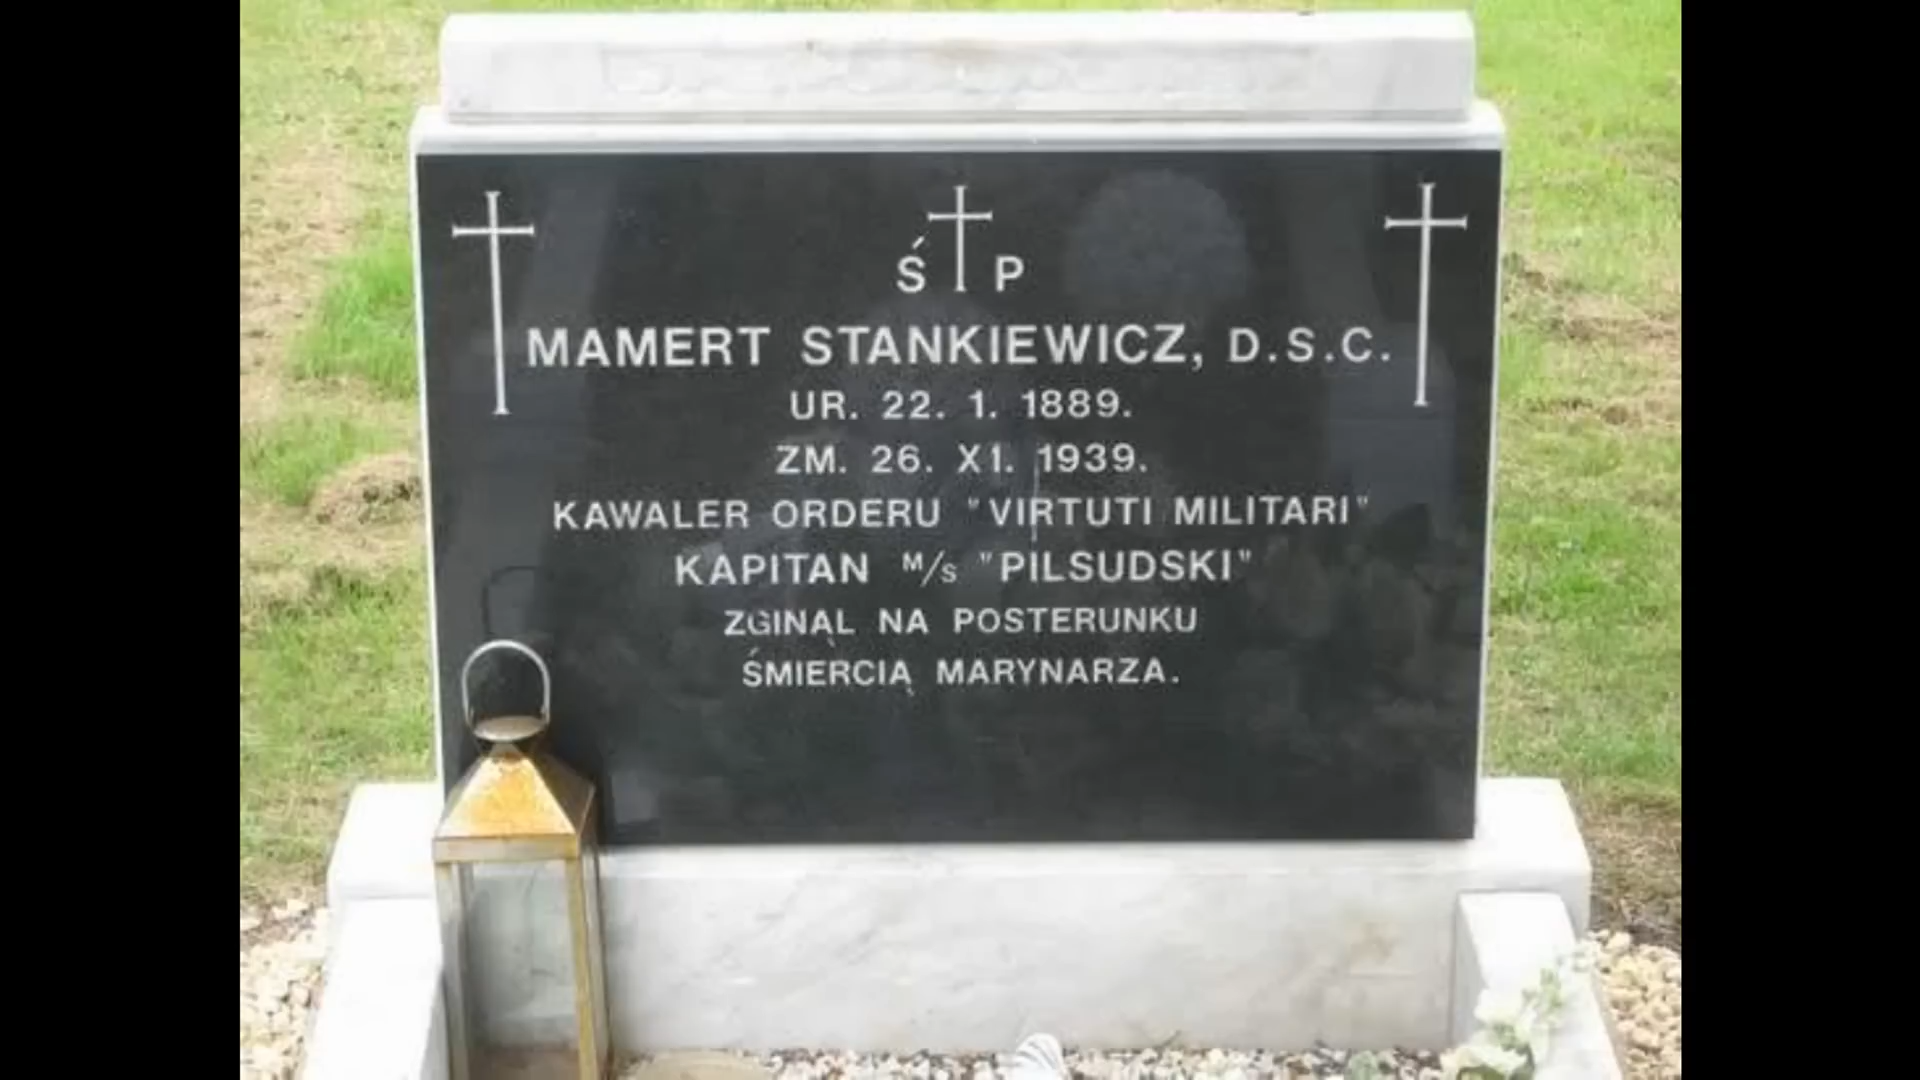 Ś P
MAMERT STANKIEWICZ, D.S.C.
UR. 22. 1. 1889.
ZM. 26. XI. 1939.
KAWALER ORDERU "VIRTUTI MILITARI"
KAPITAN M/S "PILSUDSKI"
ZGINĄL NA POSTERUNKU
ŚMIERCIĄ MARYNARZA.